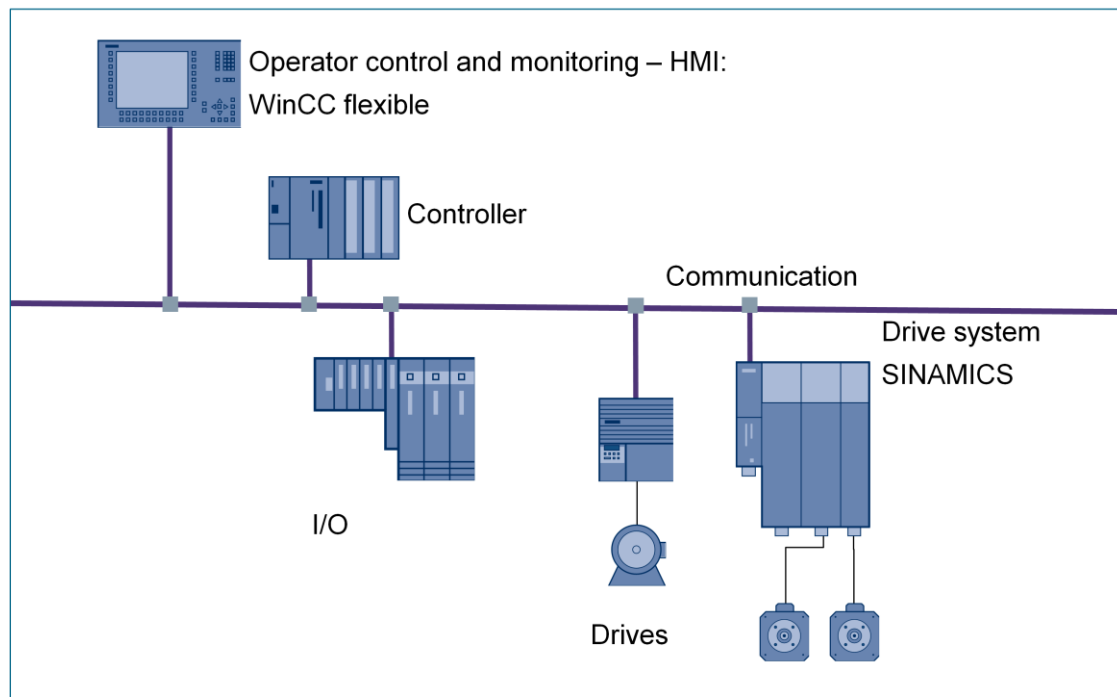 Operator control and monitoring – HMI:
WinCC flexible
Controller
Communication
Drive system
SINAMICS
I/O
Drives